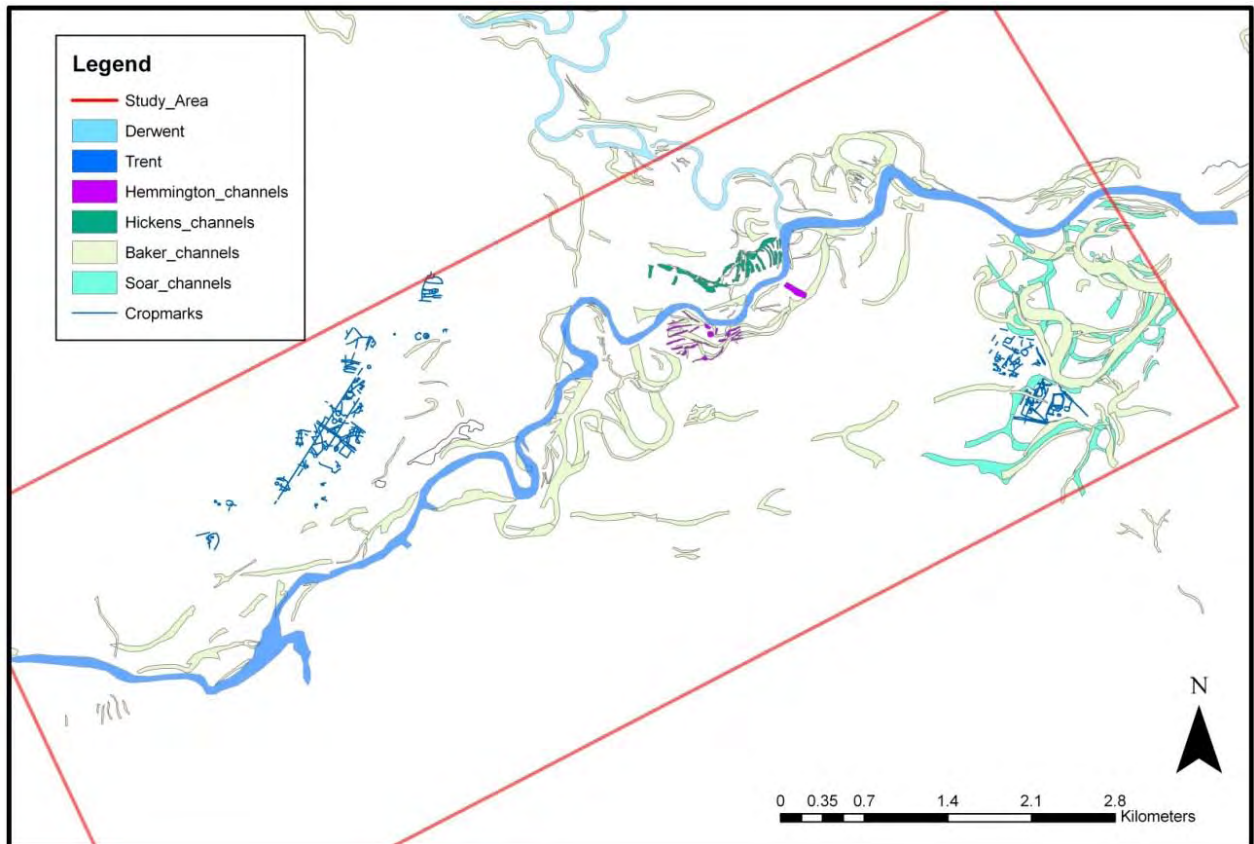 Legend
Study_Area
Derwent
Trent
Hemmington_channels
Hickens_channels
Baker_channels
Soar_channels
Cropmarks
N
0 0.35 0.7 1.4 2.1 2.8
Kilometers